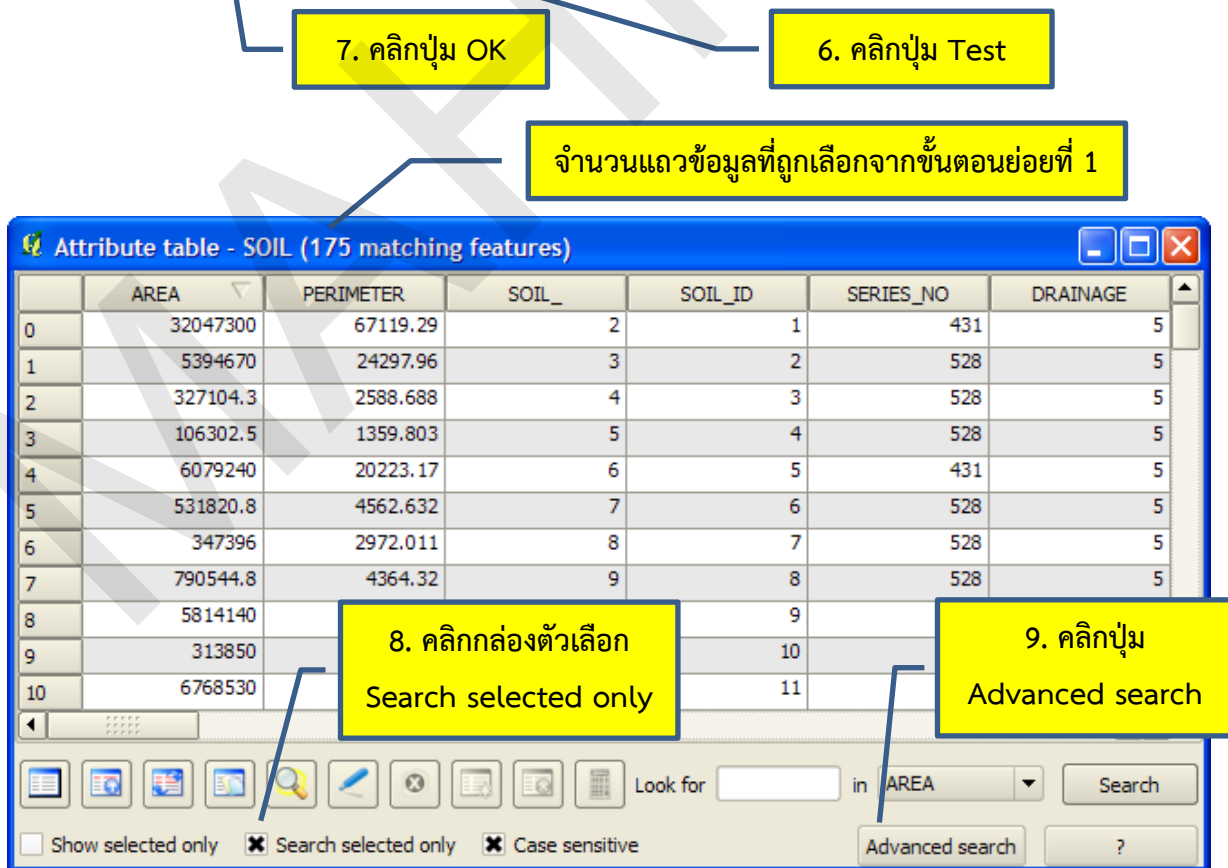 7. คลิกปุ่ม OK
6. คลิกปุ่ม Test
จำนวนแถวข้อมูลที่ถูกเลือกจากขั้นตอนย่อยที่ 1
Attribute table - SOIL (175 matching features)
AREA PERIMETER SOIL_ SOIL_ID SERIES_NO DRAINAGE
0 32047300 67119.29 2 1 431 5
1 5394670 24297.96 3 2 528 5
2 327104.3 2588.688 4 3 528 5
3 106302.5 1359.803 5 4 528 5
4 6079240 20223.17 6 5 431 5
5 531820.8 4562.632 7 6 528 5
6 347396 2972.011 8 7 528 5
7 790544.8 4364.32 9 8 528 5
8 5814140 9
9 313850 10
10 6768530 11
8. คลิกกล่องตัวเลือก
Search selected only
9. คลิกปุ่ม
Advanced search
Look for in AREA Search
Show selected only Search selected only Case sensitive Advanced search ?